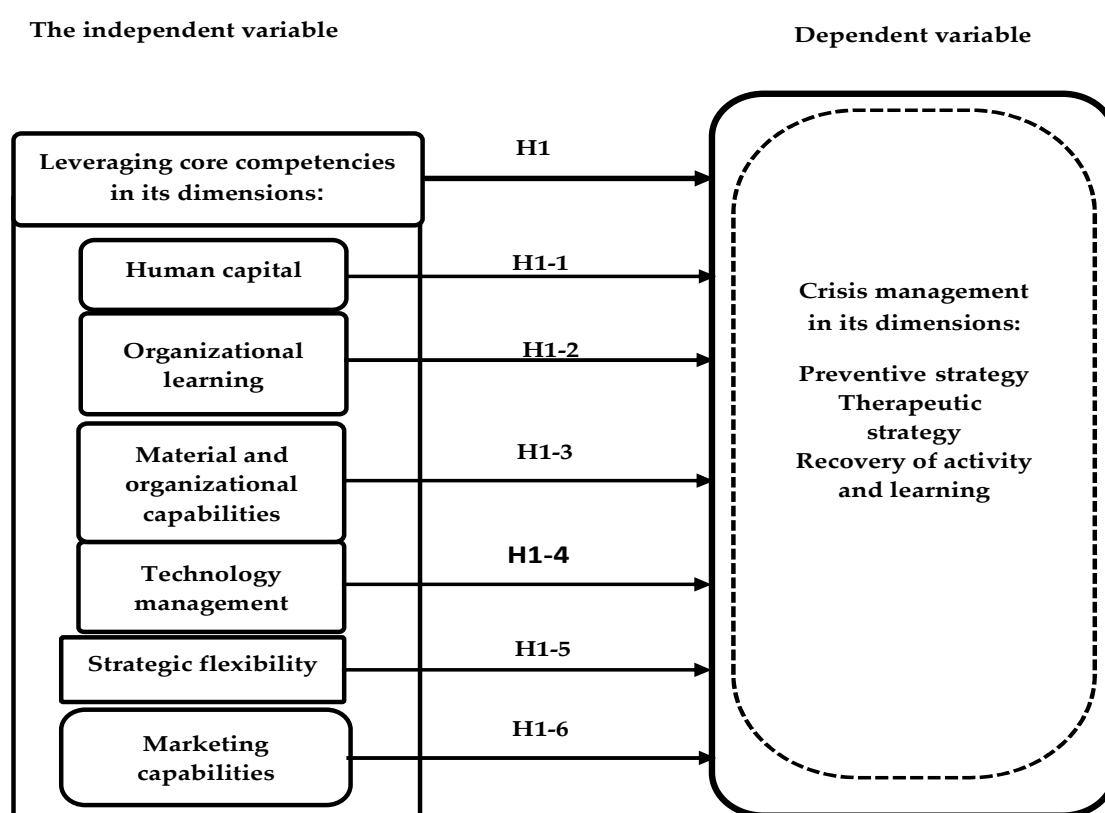 The independent variable
Dependent variable
Leveraging core competencies
in its dimensions:
H1
Human capital
H1-1
Organizational
learning
H1-2
Material and
organizational
capabilities
H1-3
Technology
management
H1-4
Strategic flexibility
H1-5
Marketing
capabilities
H1-6
Crisis management
in its dimensions:
Preventive strategy
Therapeutic
strategy
Recovery of activity
and learning